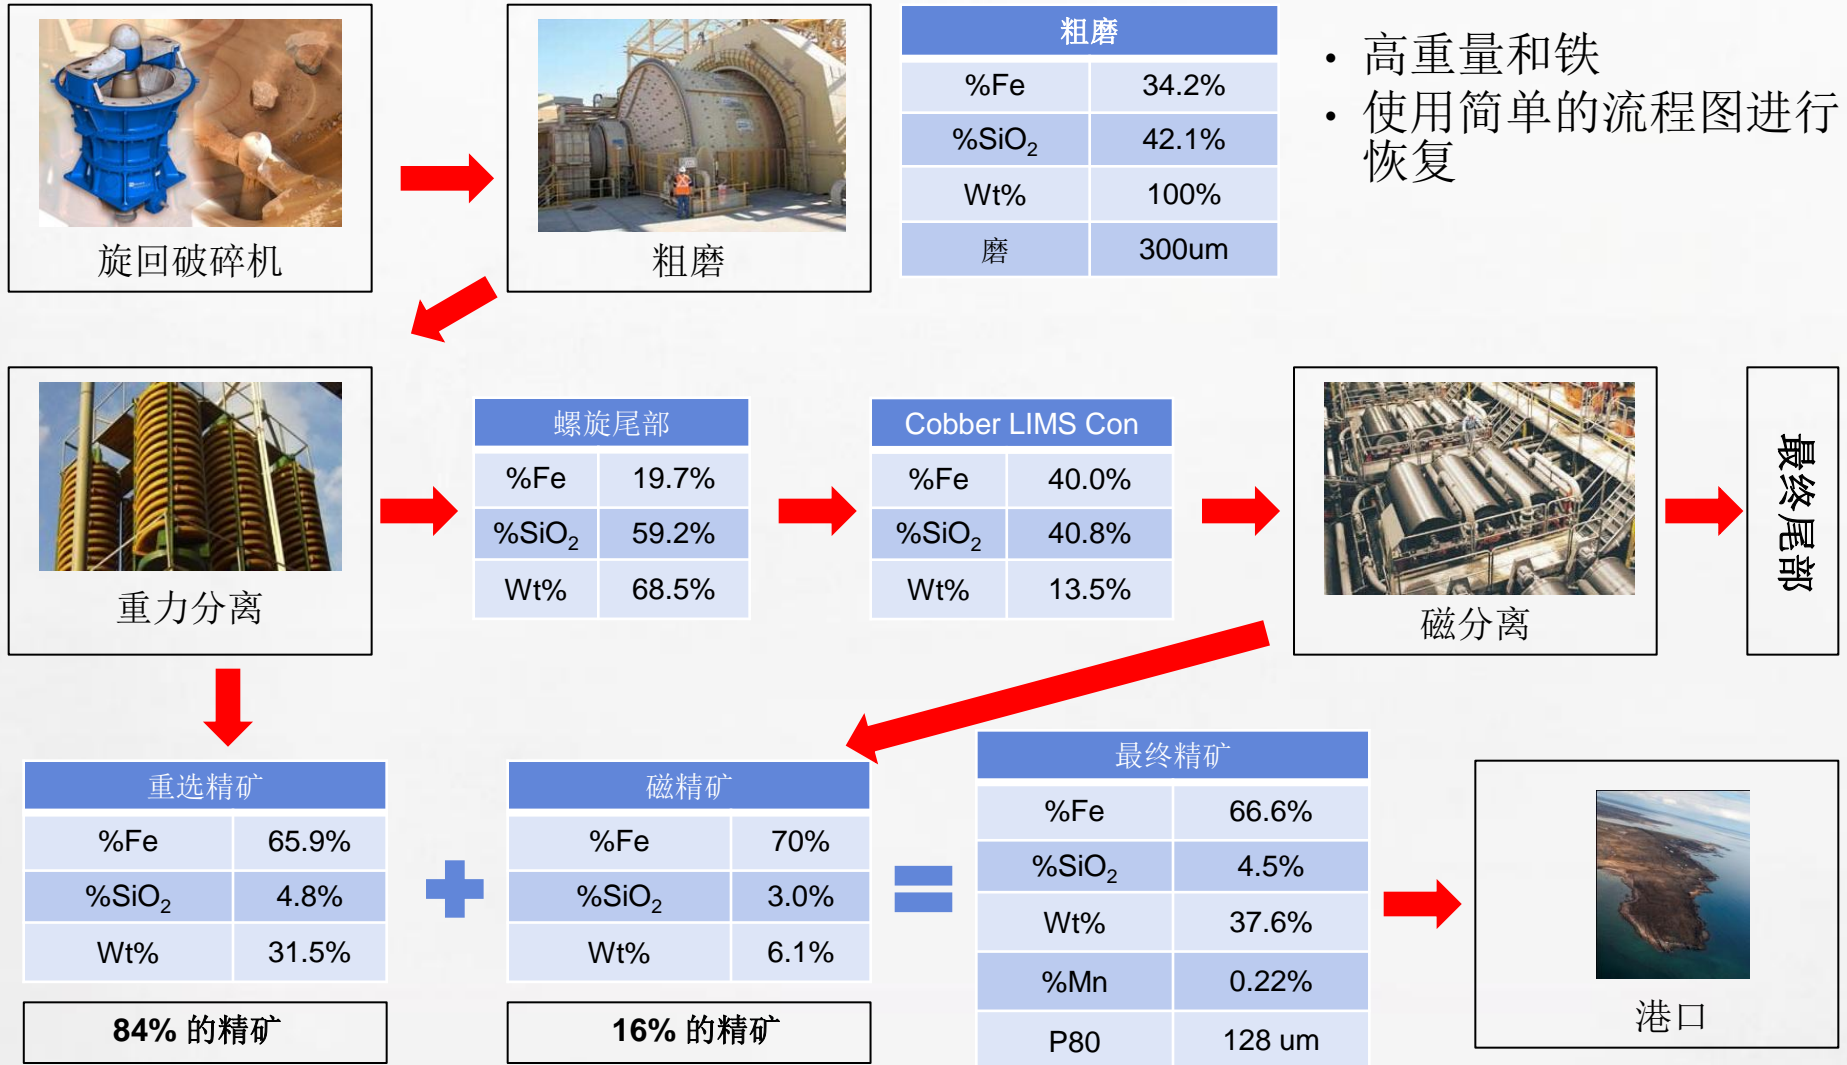 粗磨
%Fe 34.2%
%SiO₂ 42.1%
Wt% 100%
磨 300um
• 高重量和铁
• 使用简单的流程图进行
恢复
旋回破碎机
粗磨
重力分离
螺旋尾部
%Fe 19.7%
%SiO₂ 59.2%
Wt% 68.5%
Cobber LIMS Con
%Fe 40.0%
%SiO₂ 40.8%
Wt% 13.5%
磁分离
最终尾部
重选精矿
%Fe 65.9%
%SiO₂ 4.8%
Wt% 31.5%
84% 的精矿
磁精矿
%Fe 70%
%SiO₂ 3.0%
Wt% 6.1%
16% 的精矿
最终精矿
%Fe 66.6%
%SiO₂ 4.5%
Wt% 37.6%
%Mn 0.22%
P80 128 um
港口